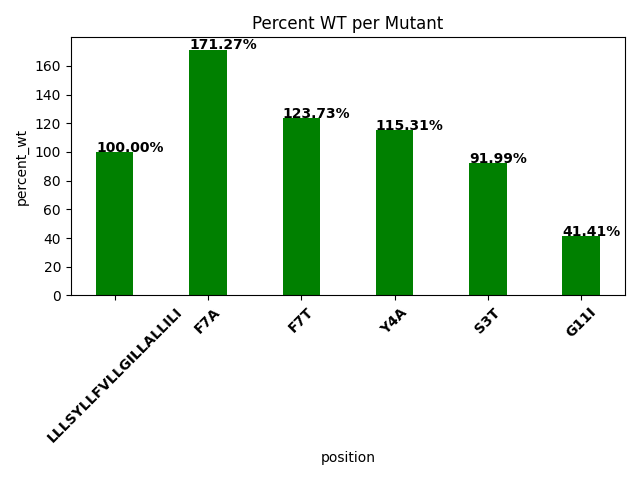 Percent WT per Mutant
percent_wt
160
140
120
100
80
60
40
20
0
100.00%
171.27%
123.73%
115.31%
91.99%
41.41%
LLLSYLLFVLLGILLALLILI
F7A
F7T
Y4A
S3T
G11I
position